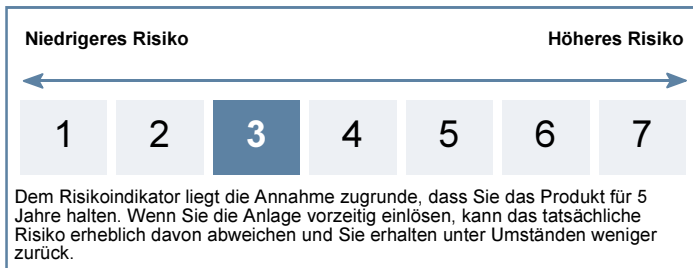 Niedrigeres Risiko Höheres Risiko
1 2 3 4 5 6 7
Dem Risikoindikator liegt die Annahme zugrunde, dass Sie das Produkt für 5
Jahre halten. Wenn Sie die Anlage vorzeitig einlösen, kann das tatsächliche
Risiko erheblich davon abweichen und Sie erhalten unter Umständen weniger
zurück.